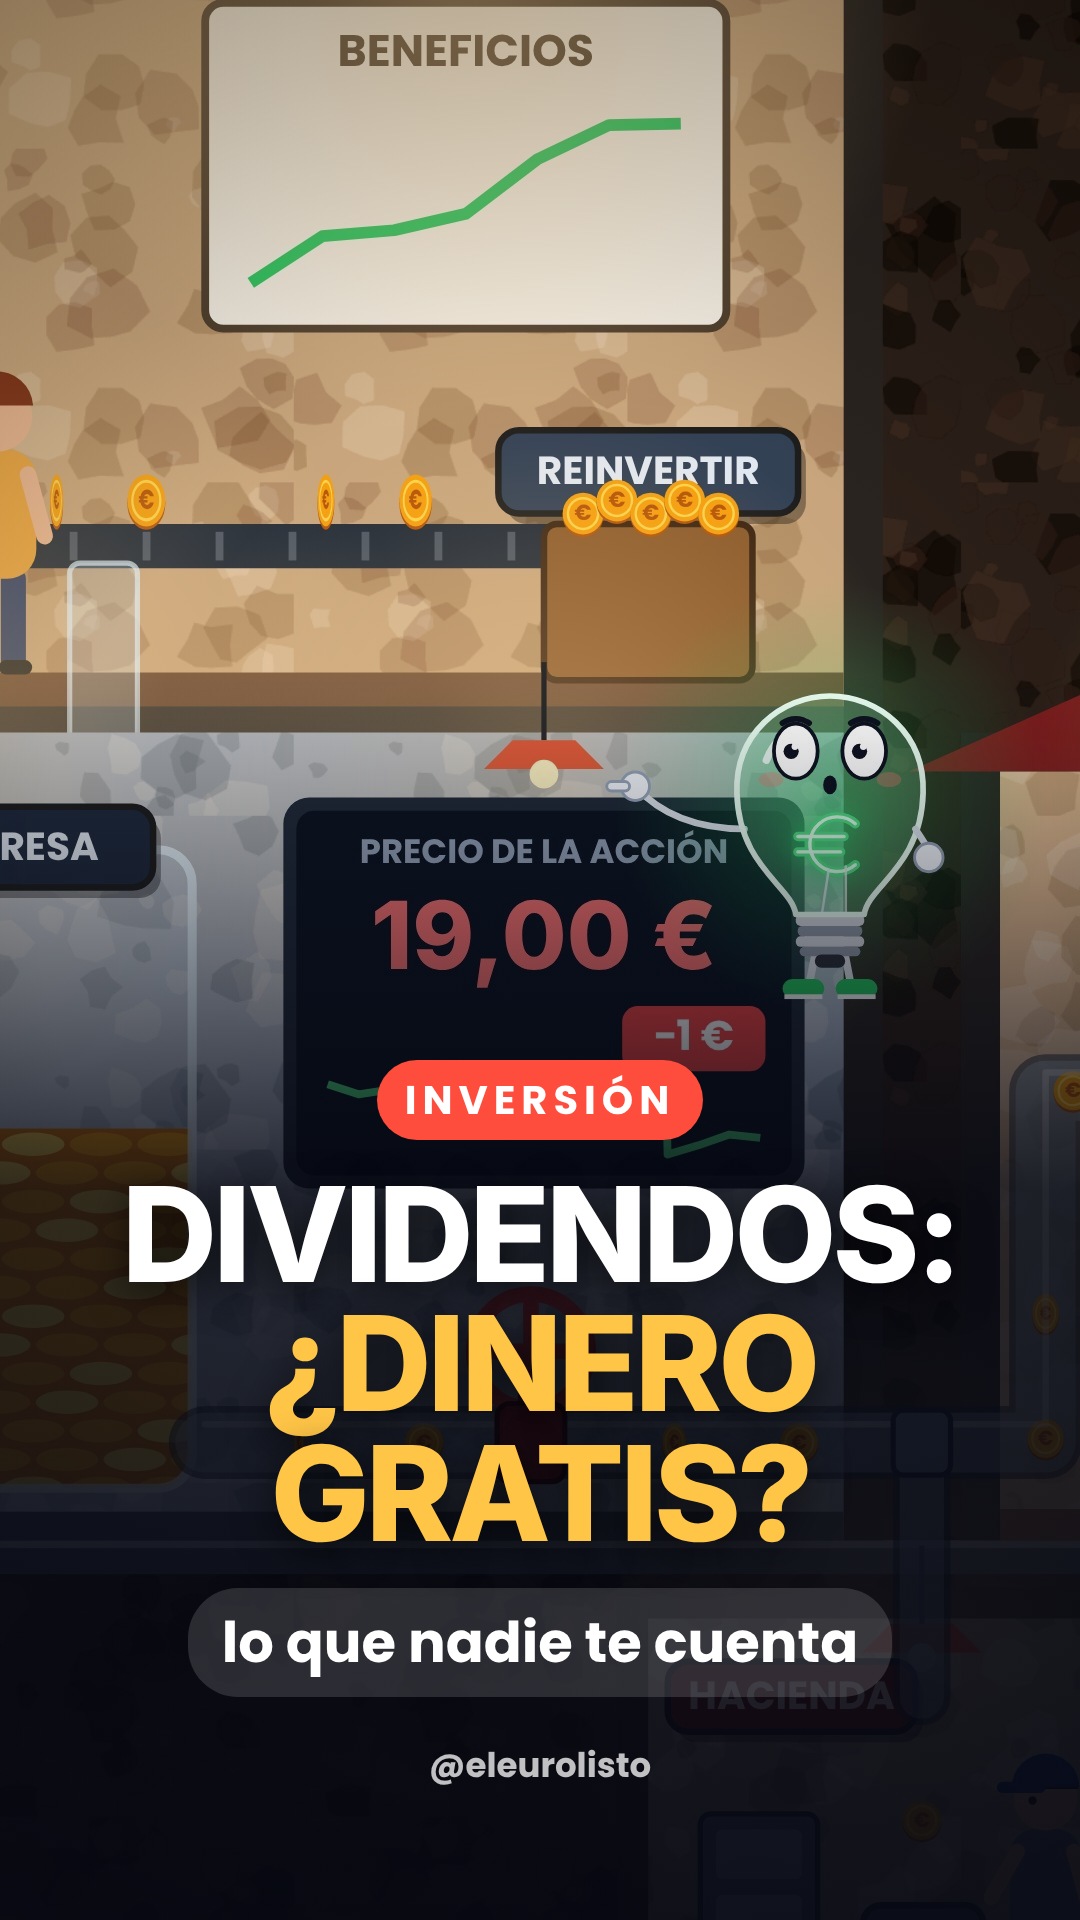 BENEFICIOS
REINVERTIR
RESA
PRECIO DE LA ACCIÓN
19,00 €
-1 €
INVERSIÓN
DIVIDENDOS:
¿DINERO
GRATIS?
lo que nadie te cuenta
HACIENDA
@eleurolisto